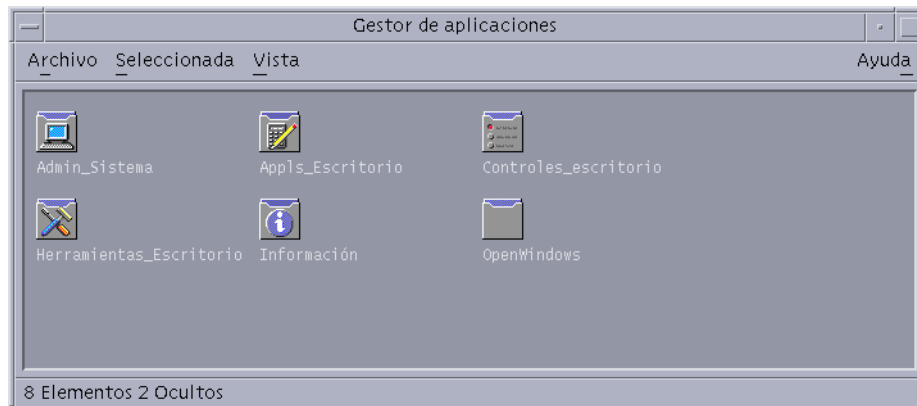 Gestor de aplicaciones
Archivo Seleccionada Vista Ayuda
Admin_Sistema Appls_Escritorio Controles_escritorio
Herramientas_Escritorio Información OpenWindows
8 Elementos 2 Ocultos